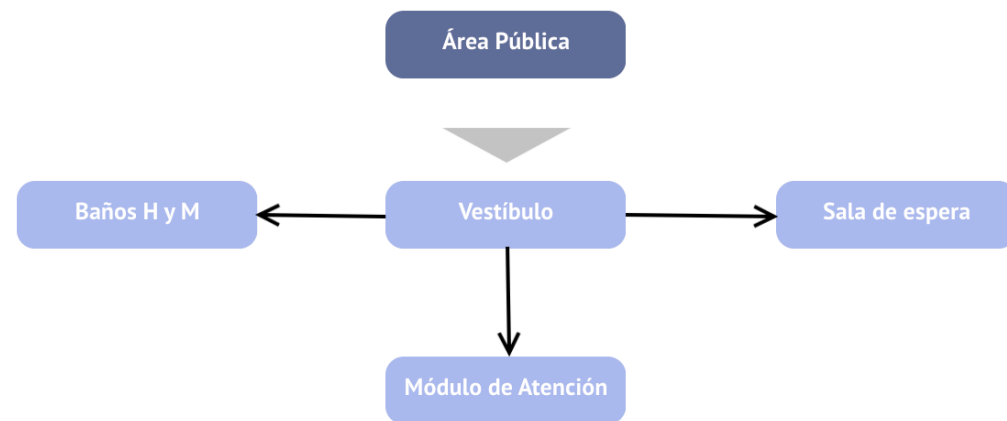 Área Pública
Baños H y M
Vestíbulo
Sala de espera
Módulo de Atención